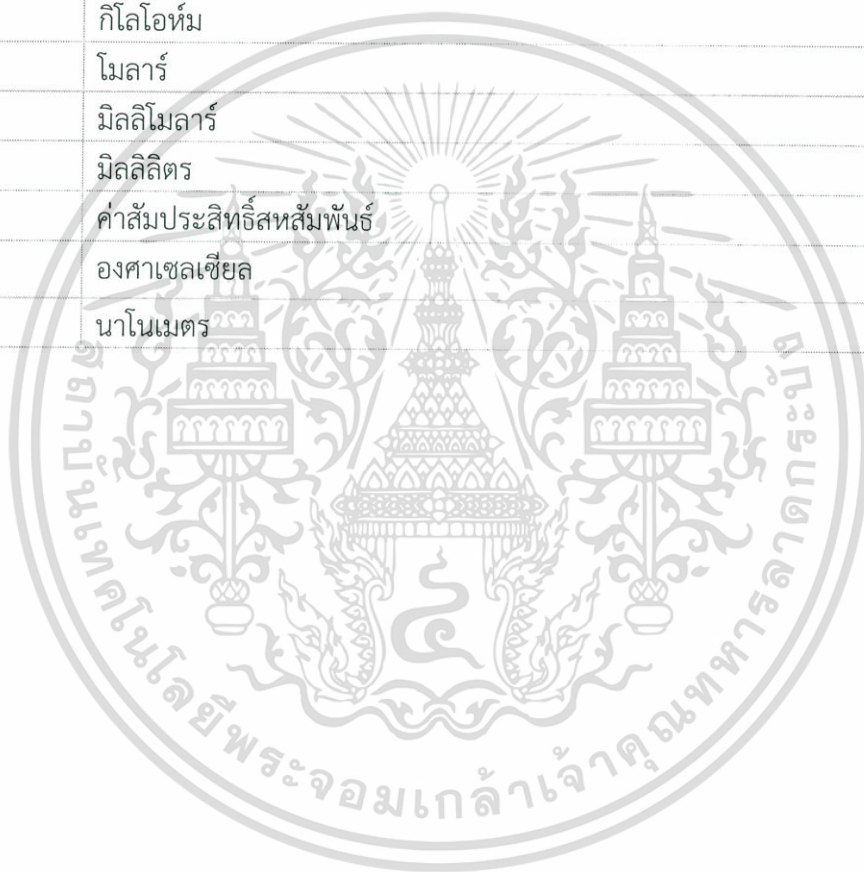 กิโลโอห์ม
โมลาร์
มิลลิโมลาร์
มิลลิลิตร
ค่าสัมประสิทธิ์สหสัมพันธ์
องศาเซลเซียล
นาโนเมตร
สถาบันเทคโนโลยีพระจอมเกล้าเจ้าคุณทหารลาดกระบัง
๔